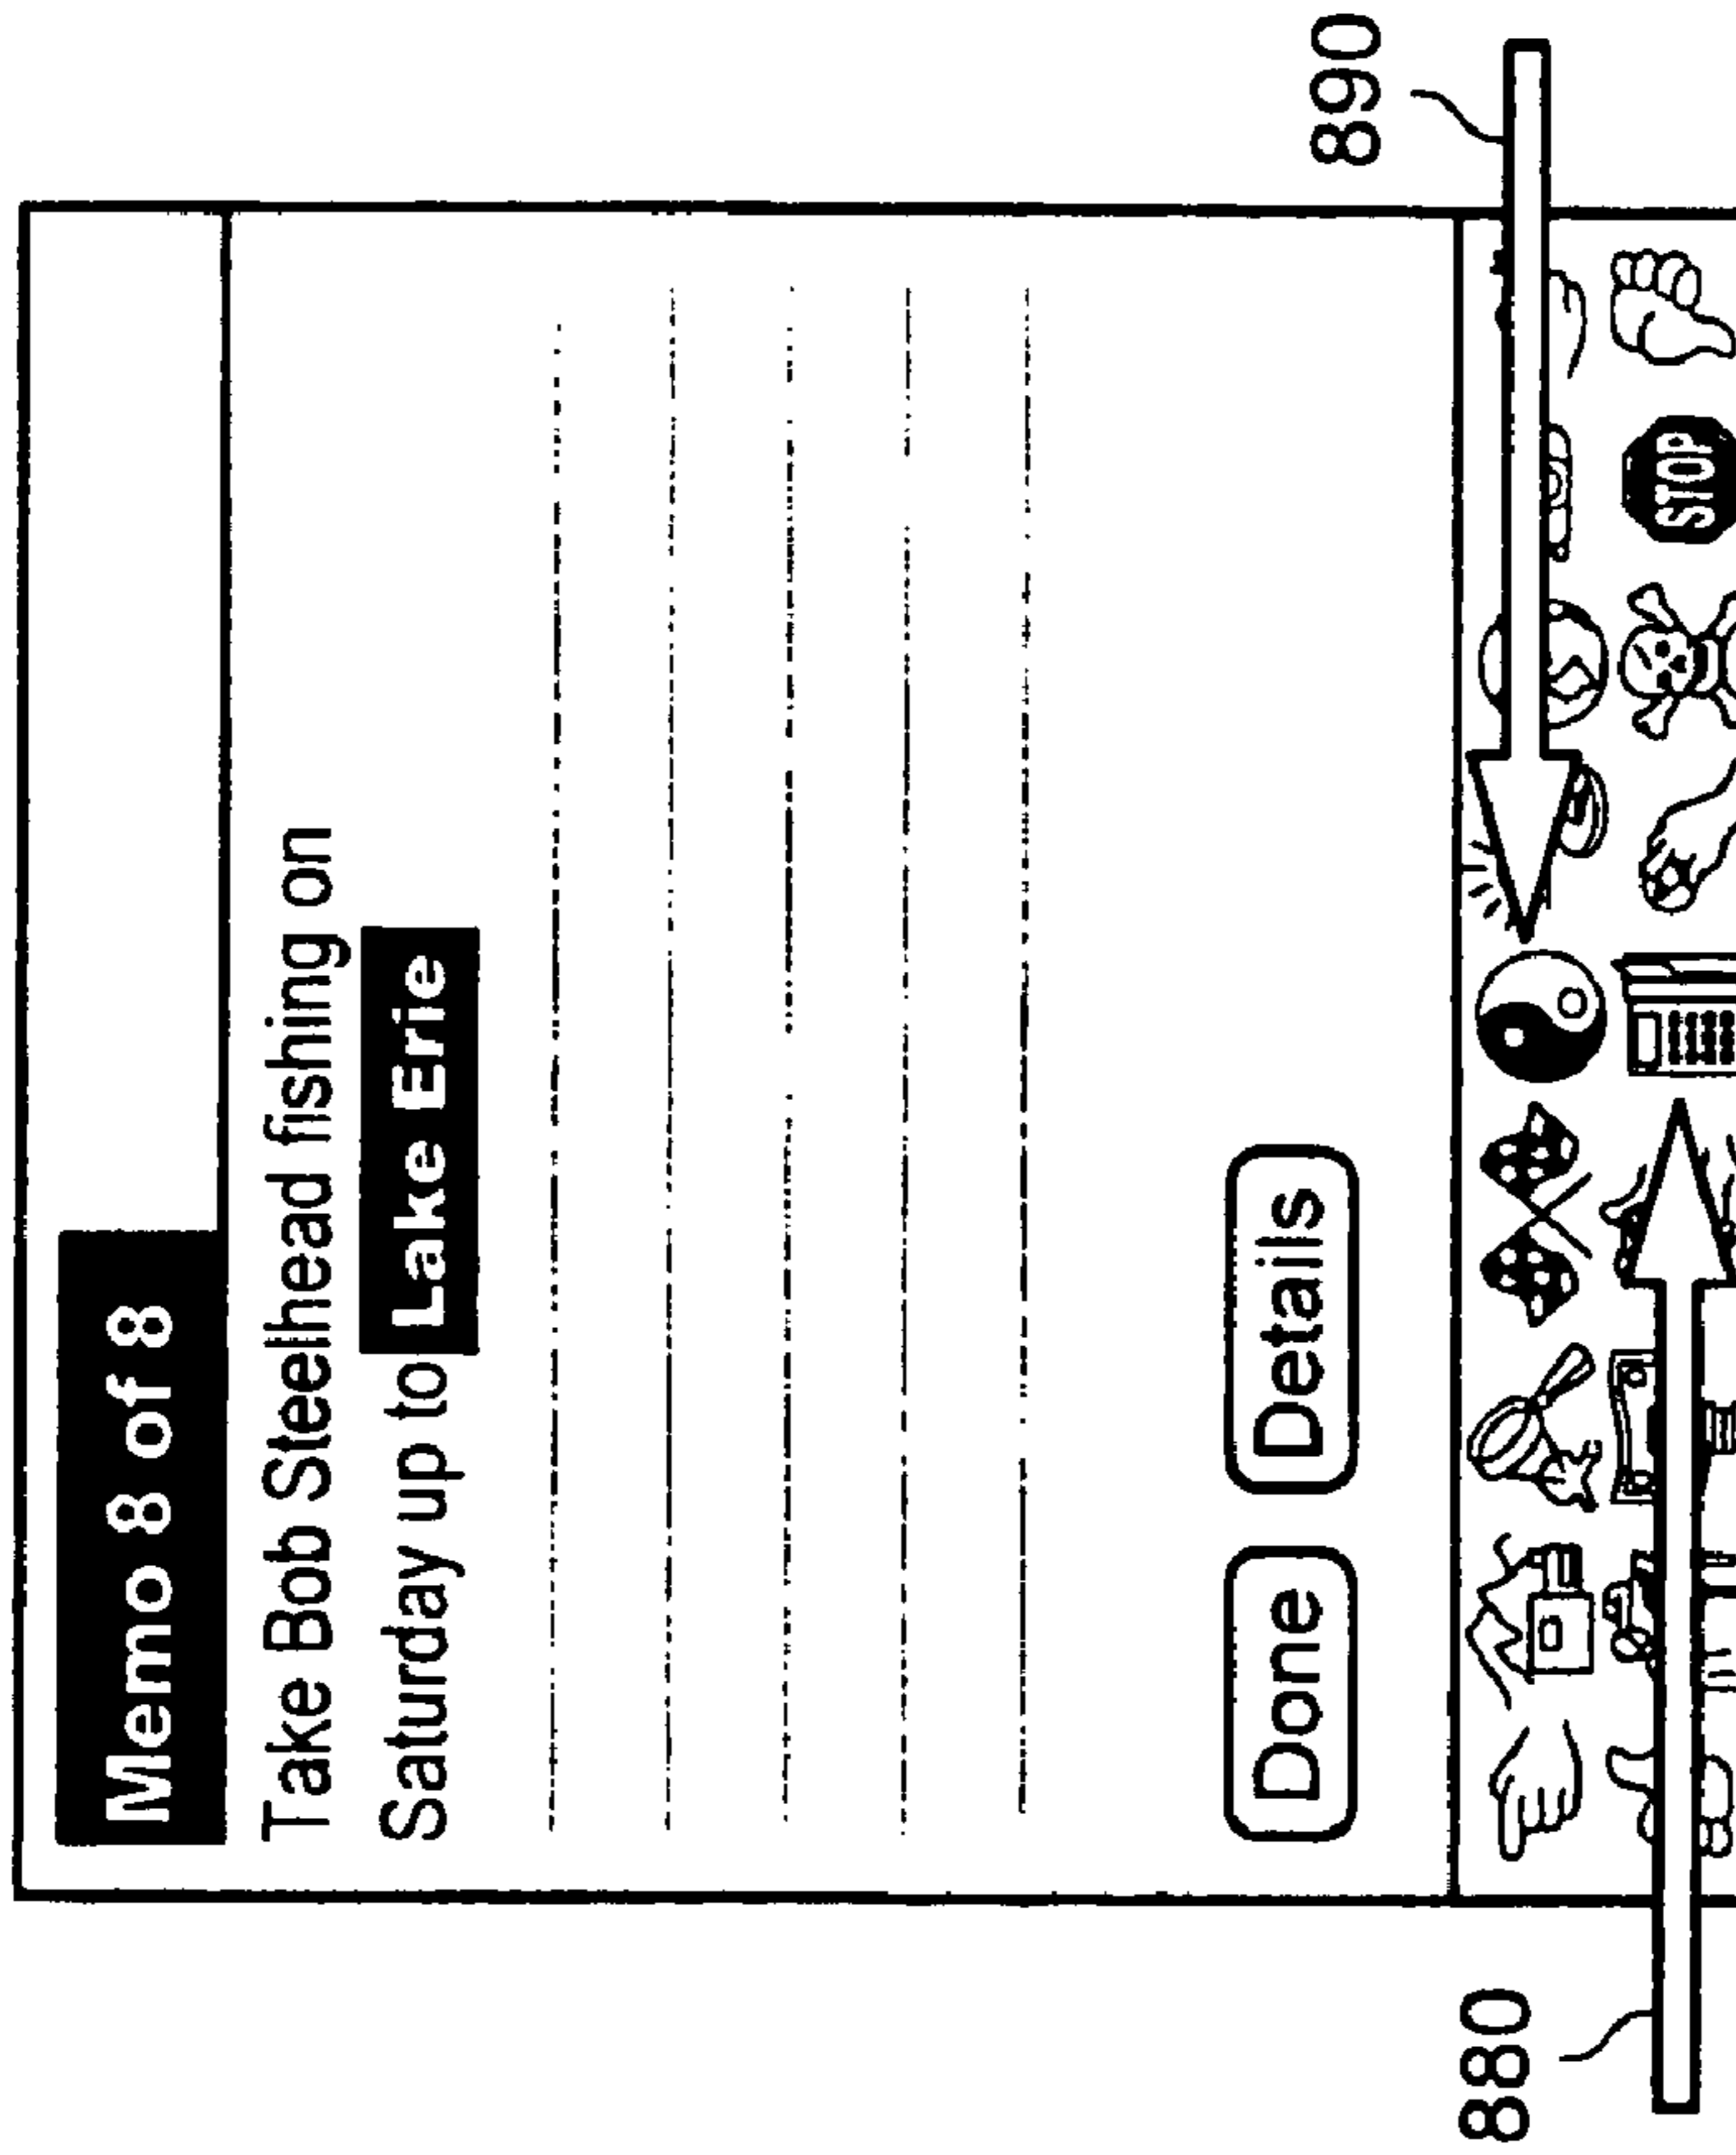 Memo 8 of 8
Take Bob Steelhead fishing on
Saturday up to Lake Erie
Done Details
890
STOP
880